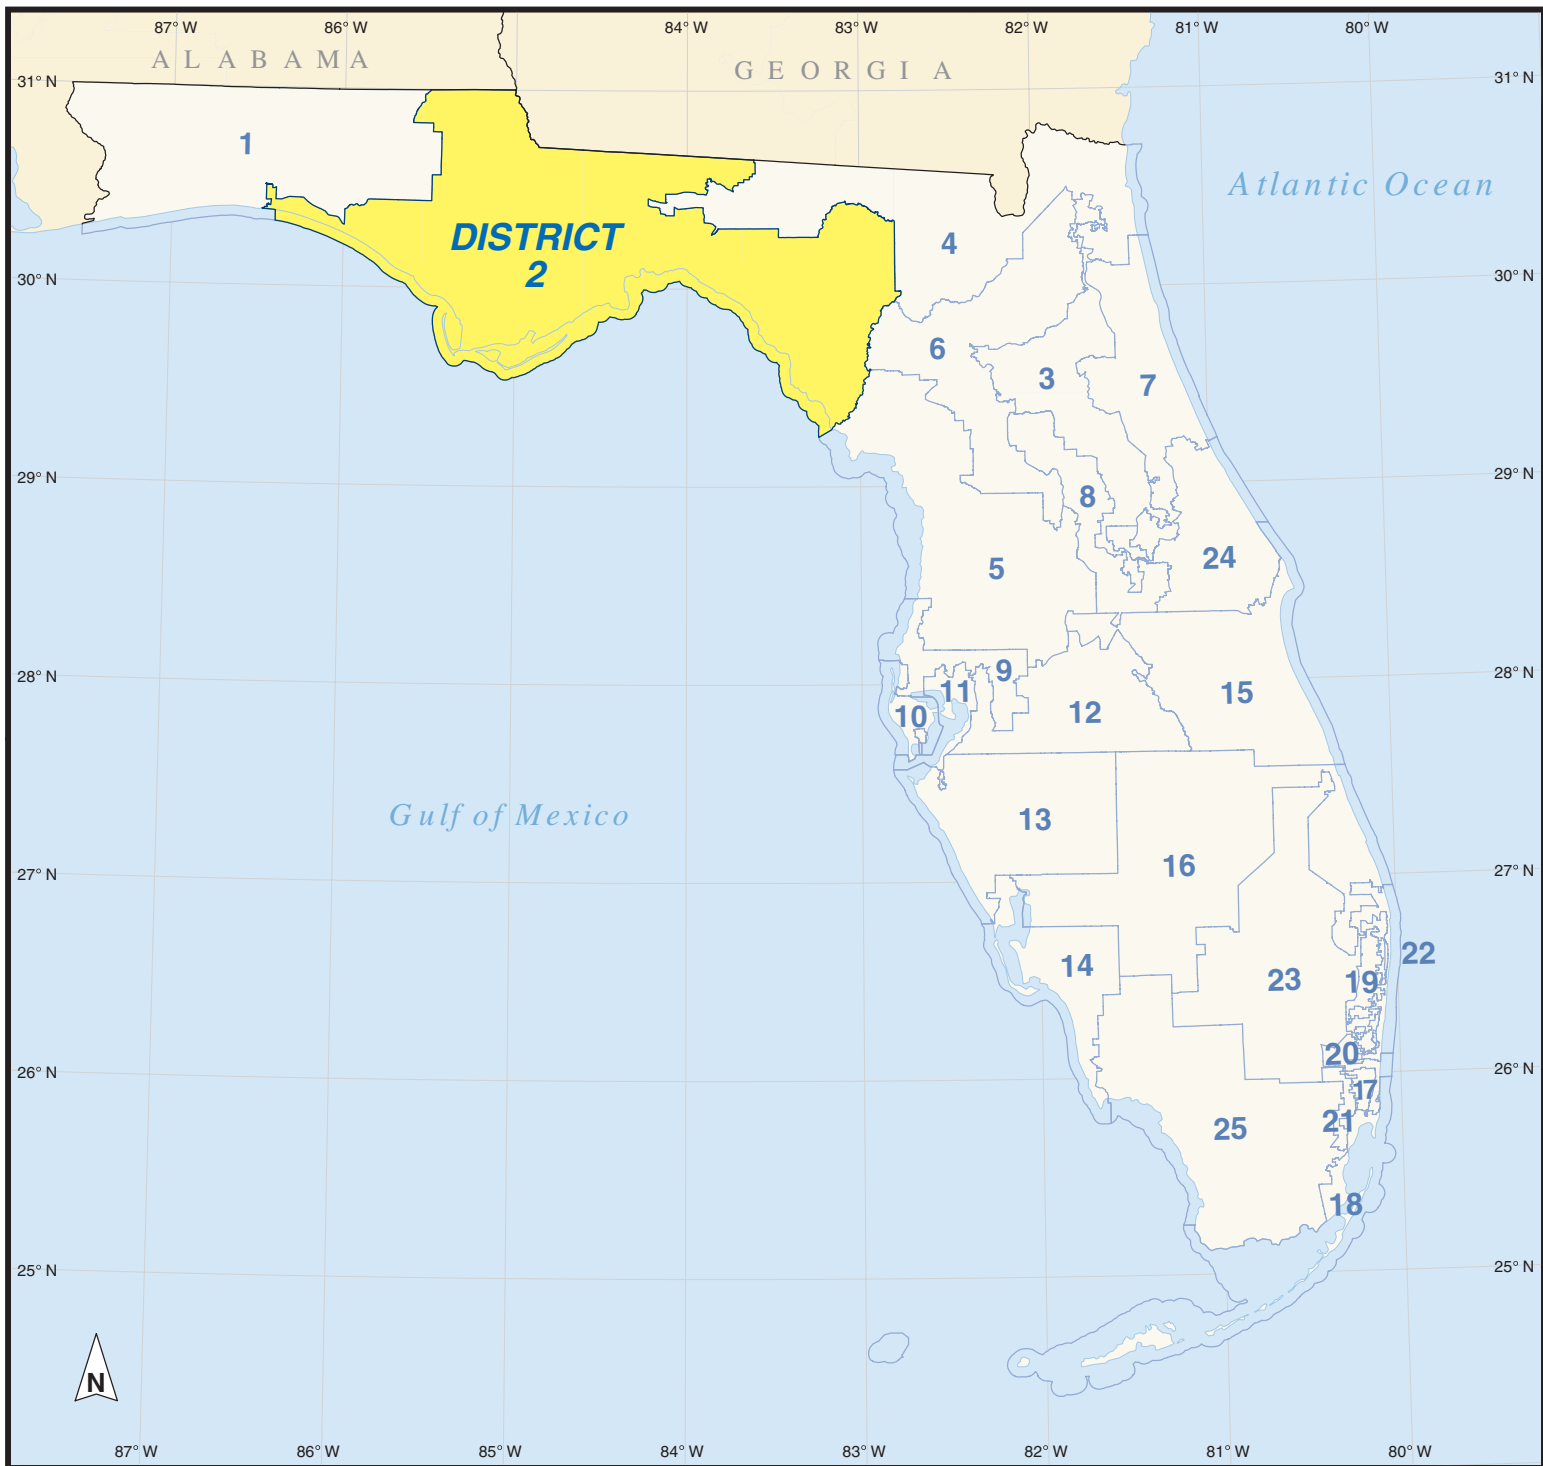 87° W 86° W 84° W 83° W 82° W 81° W 80° W
ALABAMA
GEORGIA
31° N 31° N
1
Atlantic Ocean
DISTRICT
2
4
30° N 30° N
6
3
7
29° N 29° N
8
24
5
28° N 28° N
9
11
15
10
12
Gulf of Mexico
13
16
27° N 27° N
22
14
23
19
20
26° N 26° N
17
21
25
18
25° N 25° N
N
87° W 86° W 85° W 84° W 83° W 82° W 81° W 80° W